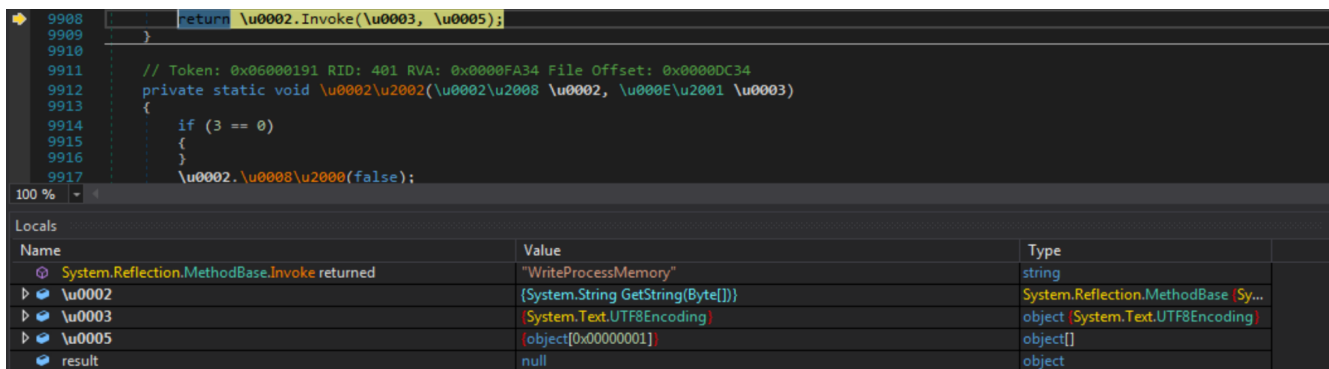 9908 return \u0002.Invoke(\u0003, \u0005);
9909 }
9910
9911 // Token: 0x06000191 RID: 401 RVA: 0x0000FA34 File Offset: 0x0000DC34
9912 private static void \u0002\u2002(\u0002\u2008 \u0002, \u000E\u2001 \u0003)
9913 {
9914 if (3 == 0)
9915 {
9916 }
9917 \u0002.\u0008\u2000(false);
100 %
Locals
Name Value Type
System.Reflection.MethodBase.Invoke returned "WriteProcessMemory" string
\u0002 {System.String GetString(Byte[])} System.Reflection.MethodBase {Sy...
\u0003 {System.Text.UTF8Encoding} object {System.Text.UTF8Encoding}
\u0005 {object[0x00000001]} object[]
result null object